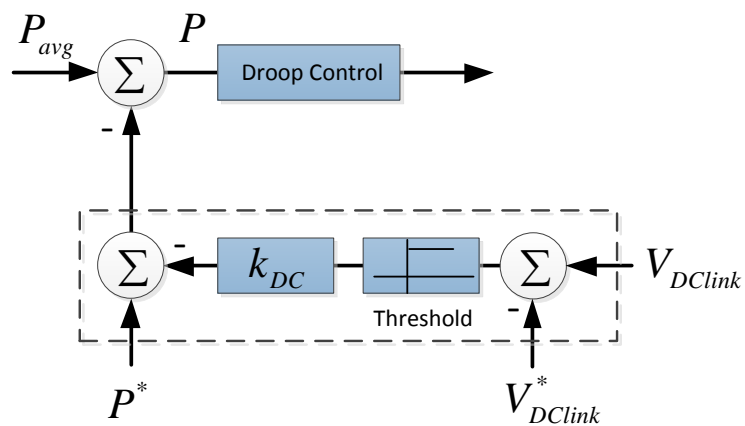 P_avg
P
Σ
Droop Control
-
Σ
-
k_DC
Σ
V_DClink
-
Threshold
P*
V*_DClink